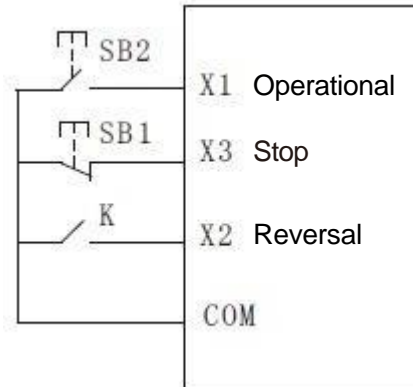 SB2
X1 Operational
SB1
X3 Stop
K
X2 Reversal
COM